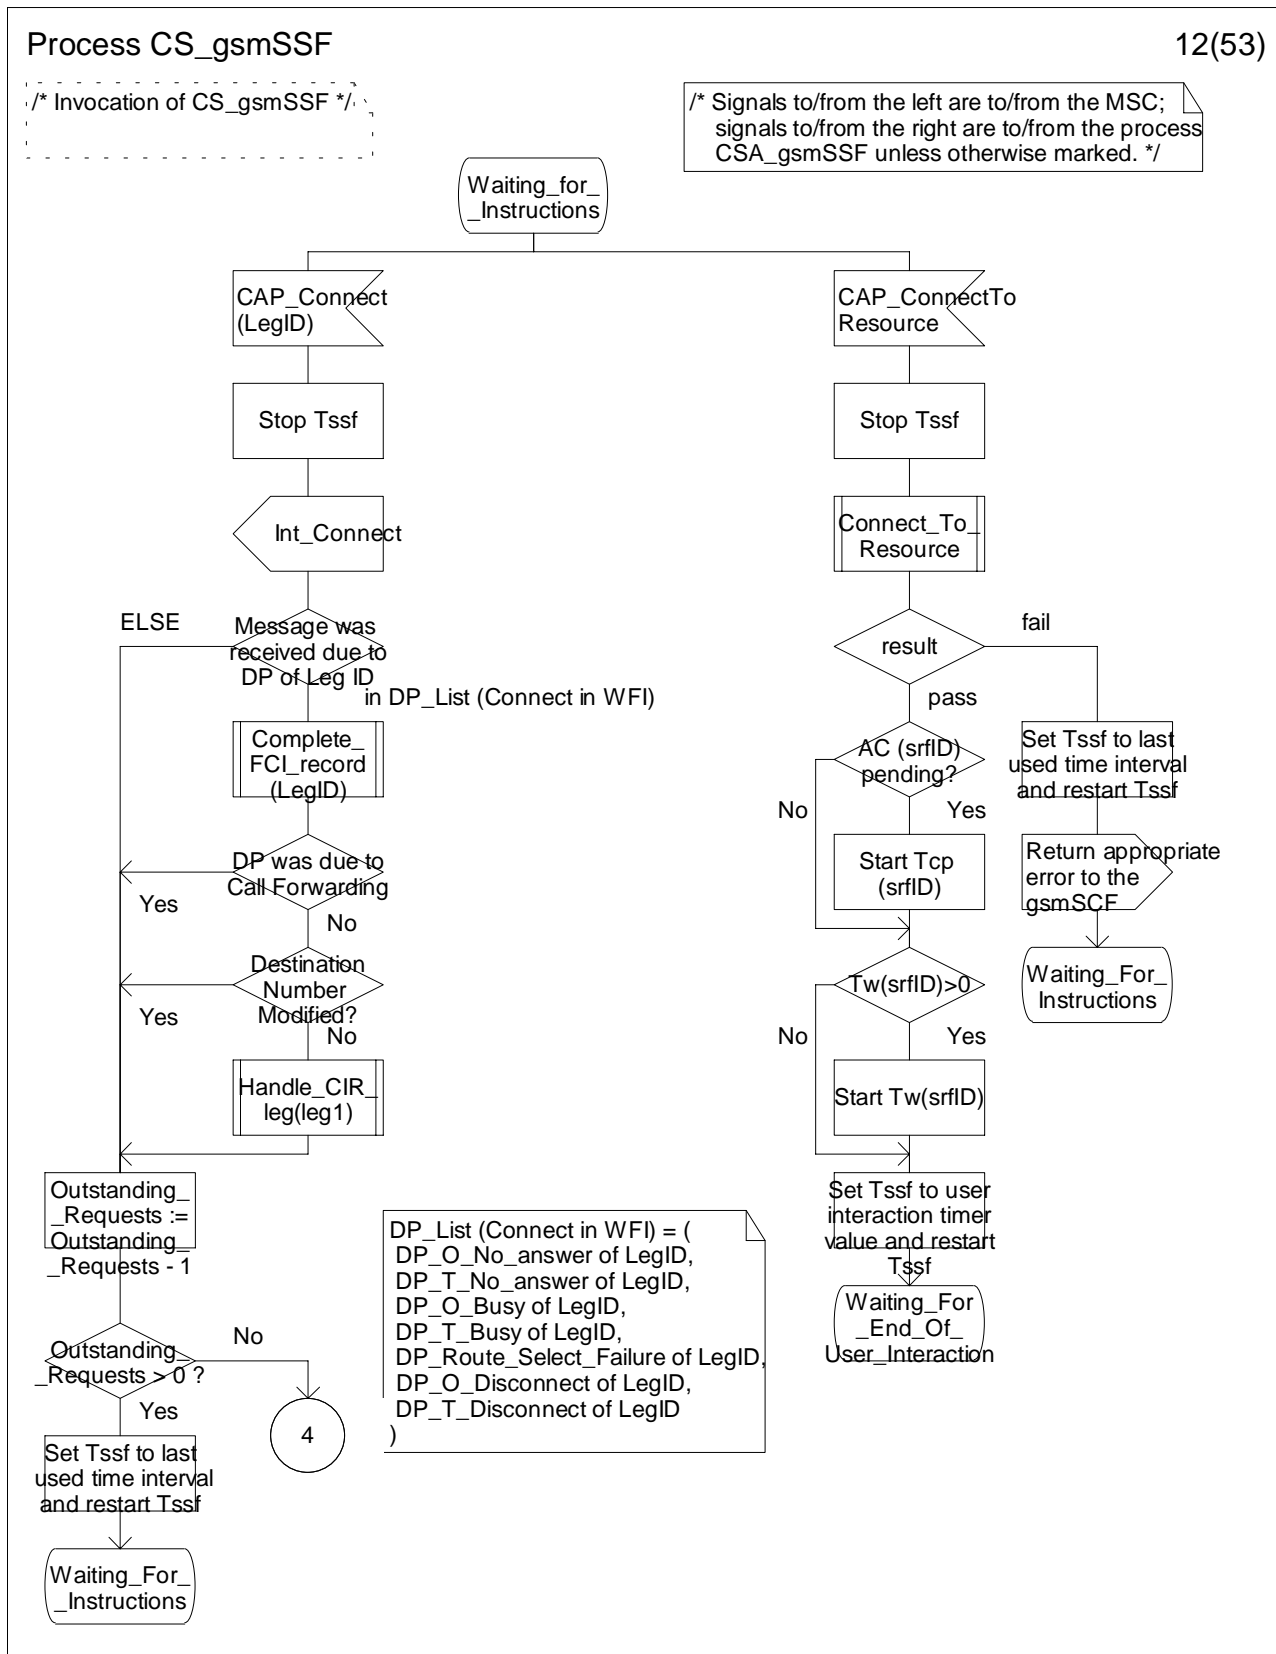 Process CS_gsmSSF
12(53)
/* Invocation of CS_gsmSSF */
/* Signals to/from the left are to/from the MSC;
signals to/from the right are to/from the process
CSA_gsmSSF unless otherwise marked. */
Waiting_for_
_Instructions
CAP_Connect
(LegID)
Stop Tssf
Int_Connect
ELSE
Message was
received due to
DP of Leg ID
in DP_List (Connect in WFI)
Complete_
FCI_record
(LegID)
DP was due to
Call Forwarding
Yes
No
Destination
Number
Modified?
Yes
No
Handle_CIR_
leg(leg1)
Outstanding_
_Requests :=
Outstanding_
_Requests - 1
Outstanding_
_Requests > 0 ?
No
Yes
4
Set Tssf to last
used time interval
and restart Tssf
Waiting_For_
_Instructions
DP_List (Connect in WFI) = (
DP_O_No_answer of LegID,
DP_T_No_answer of LegID,
DP_O_Busy of LegID,
DP_T_Busy of LegID,
DP_Route_Select_Failure of LegID,
DP_O_Disconnect of LegID,
DP_T_Disconnect of LegID
)
CAP_ConnectTo
Resource
Stop Tssf
Connect_To_
Resource
result
fail
pass
AC (srfID)
pending?
No
Yes
Start Tcp
(srfID)
Tw(srfID)>0
No
Yes
Start Tw(srfID)
Set Tssf to user
interaction timer
value and restart
Tssf
Waiting_For
_End_Of_
User_Interaction
Set Tssf to last
used time interval
and restart Tssf
Return appropriate
error to the
gsmSCF
Waiting_For_
Instructions